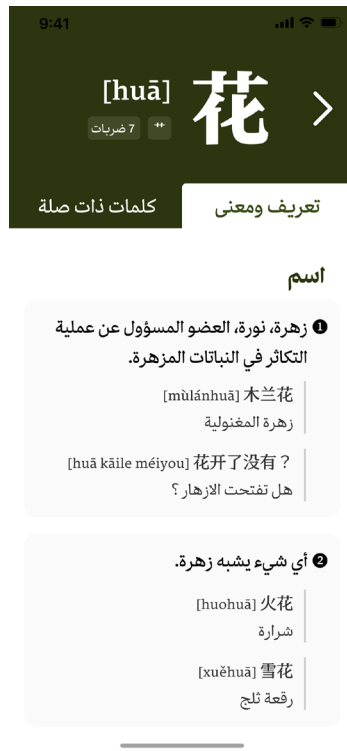 9:41
花
[huā]
艹
7 ضربات
تعريف ومعنى
كلمات ذات صلة
اسم
❶ زهرة، نورة، العضو المسؤول عن عملية
التكاثر في النباتات المزهرة.
木兰花 [mùlánhuā]
زهرة المغنولية
花开了没有？ [huā kāile méiyou]
هل تفتحت الازهار ؟
❷ أي شيء يشبه زهرة.
火花 [huohuā]
شرارة
雪花 [xuěhuā]
رقعة ثلج